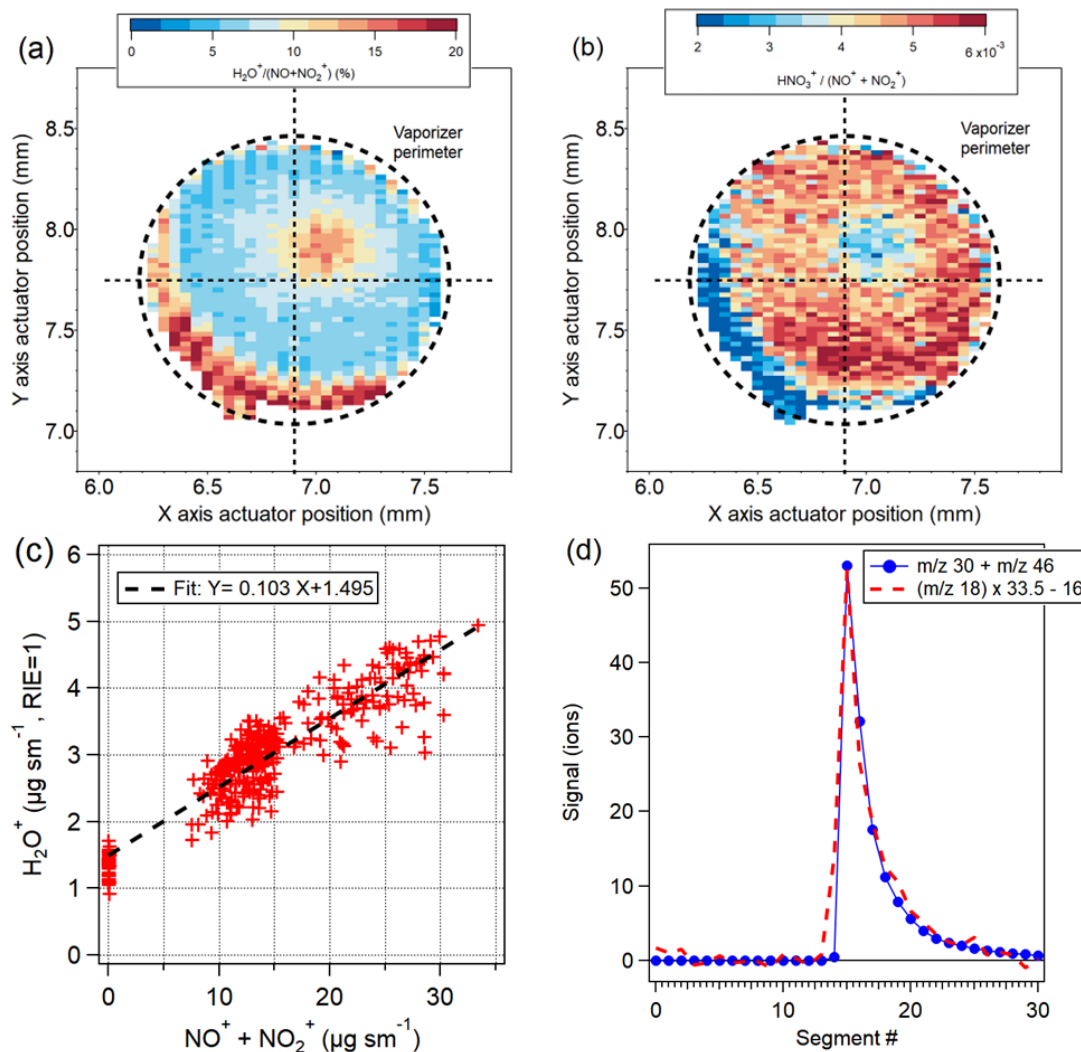 (a)
0 5 10 15 20
H2O+/(NO+NO2+) (%)
Vaporizer
perimeter
8.5
8.0
7.5
7.0
Y axis actuator position (mm)
6.0 6.5 7.0 7.5
X axis actuator position (mm)
(b)
2 3 4 5 6x10-3
HNO3+ / (NO+ + NO2+)
Vaporizer
perimeter
8.5
8.0
7.5
7.0
Y axis actuator position (mm)
6.0 6.5 7.0 7.5
X axis actuator position (mm)
(c)
Fit: Y= 0.103 X+1.495
6
5
4
3
2
1
0
H2O+ (µg sm-1, RIE=1)
0 10 20 30
NO+ + NO2+ (µg sm-1)
(d)
m/z 30 + m/z 46
(m/z 18) x 33.5 - 16
50
40
30
20
10
0
Signal (ions)
0 10 20 30
Segment #